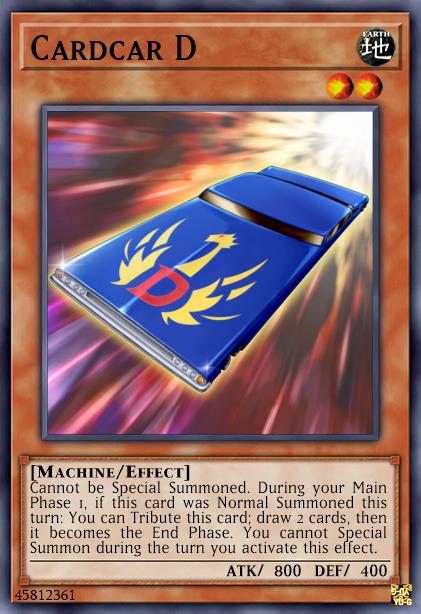 Cardcar D
EARTH
地
D
[Machine/Effect]
Cannot be Special Summoned. During your Main
Phase 1, if this card was Normal Summoned this
turn: You can Tribute this card; draw 2 cards, then
it becomes the End Phase. You cannot Special
Summon during the turn you activate this effect.
ATK/ 800 DEF/ 400
45812361